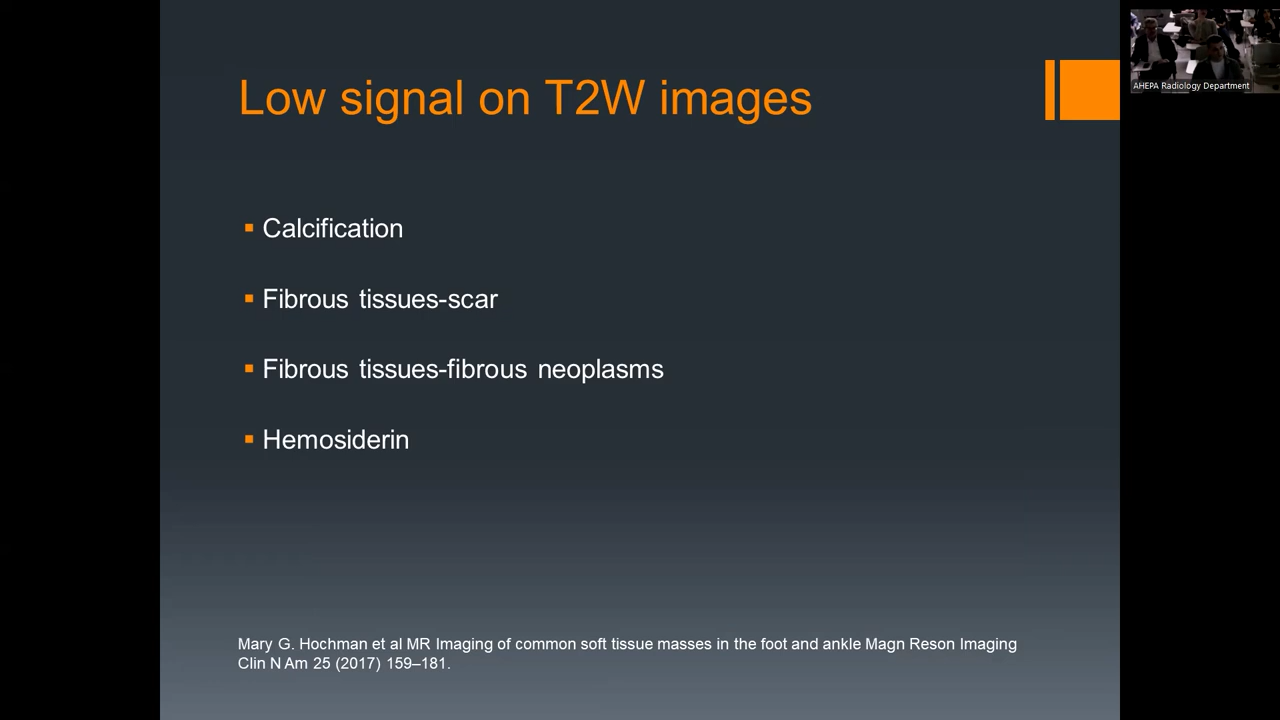 Low signal on T2W images
Calcification
Fibrous tissues-scar
Fibrous tissues-fibrous neoplasms
Hemosiderin
Mary G. Hochman et al MR Imaging of common soft tissue masses in the foot and ankle Magn Reson Imaging
Clin N Am 25 (2017) 159–181.
AHEPA Radiology Department